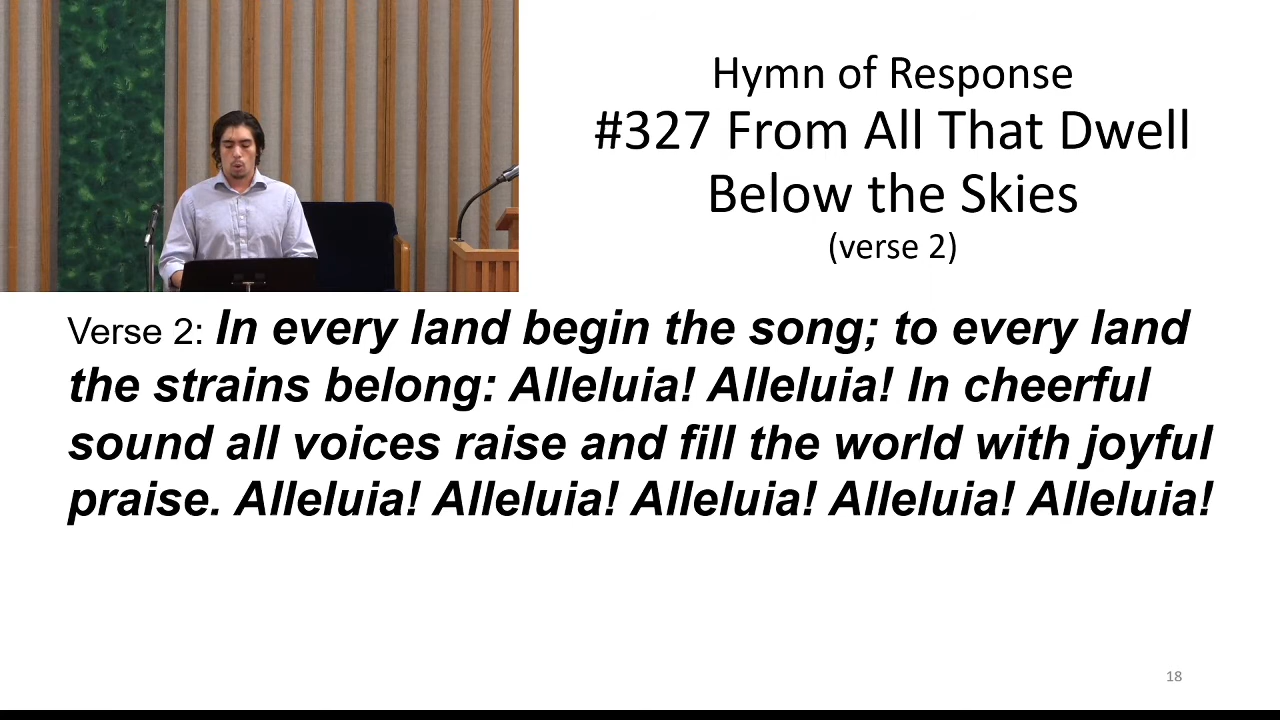 Hymn of Response
#327 From All That Dwell
Below the Skies
(verse 2)
Verse 2: In every land begin the song; to every land
the strains belong: Alleluia! Alleluia! In cheerful
sound all voices raise and fill the world with joyful
praise. Alleluia! Alleluia! Alleluia! Alleluia! Alleluia!
18